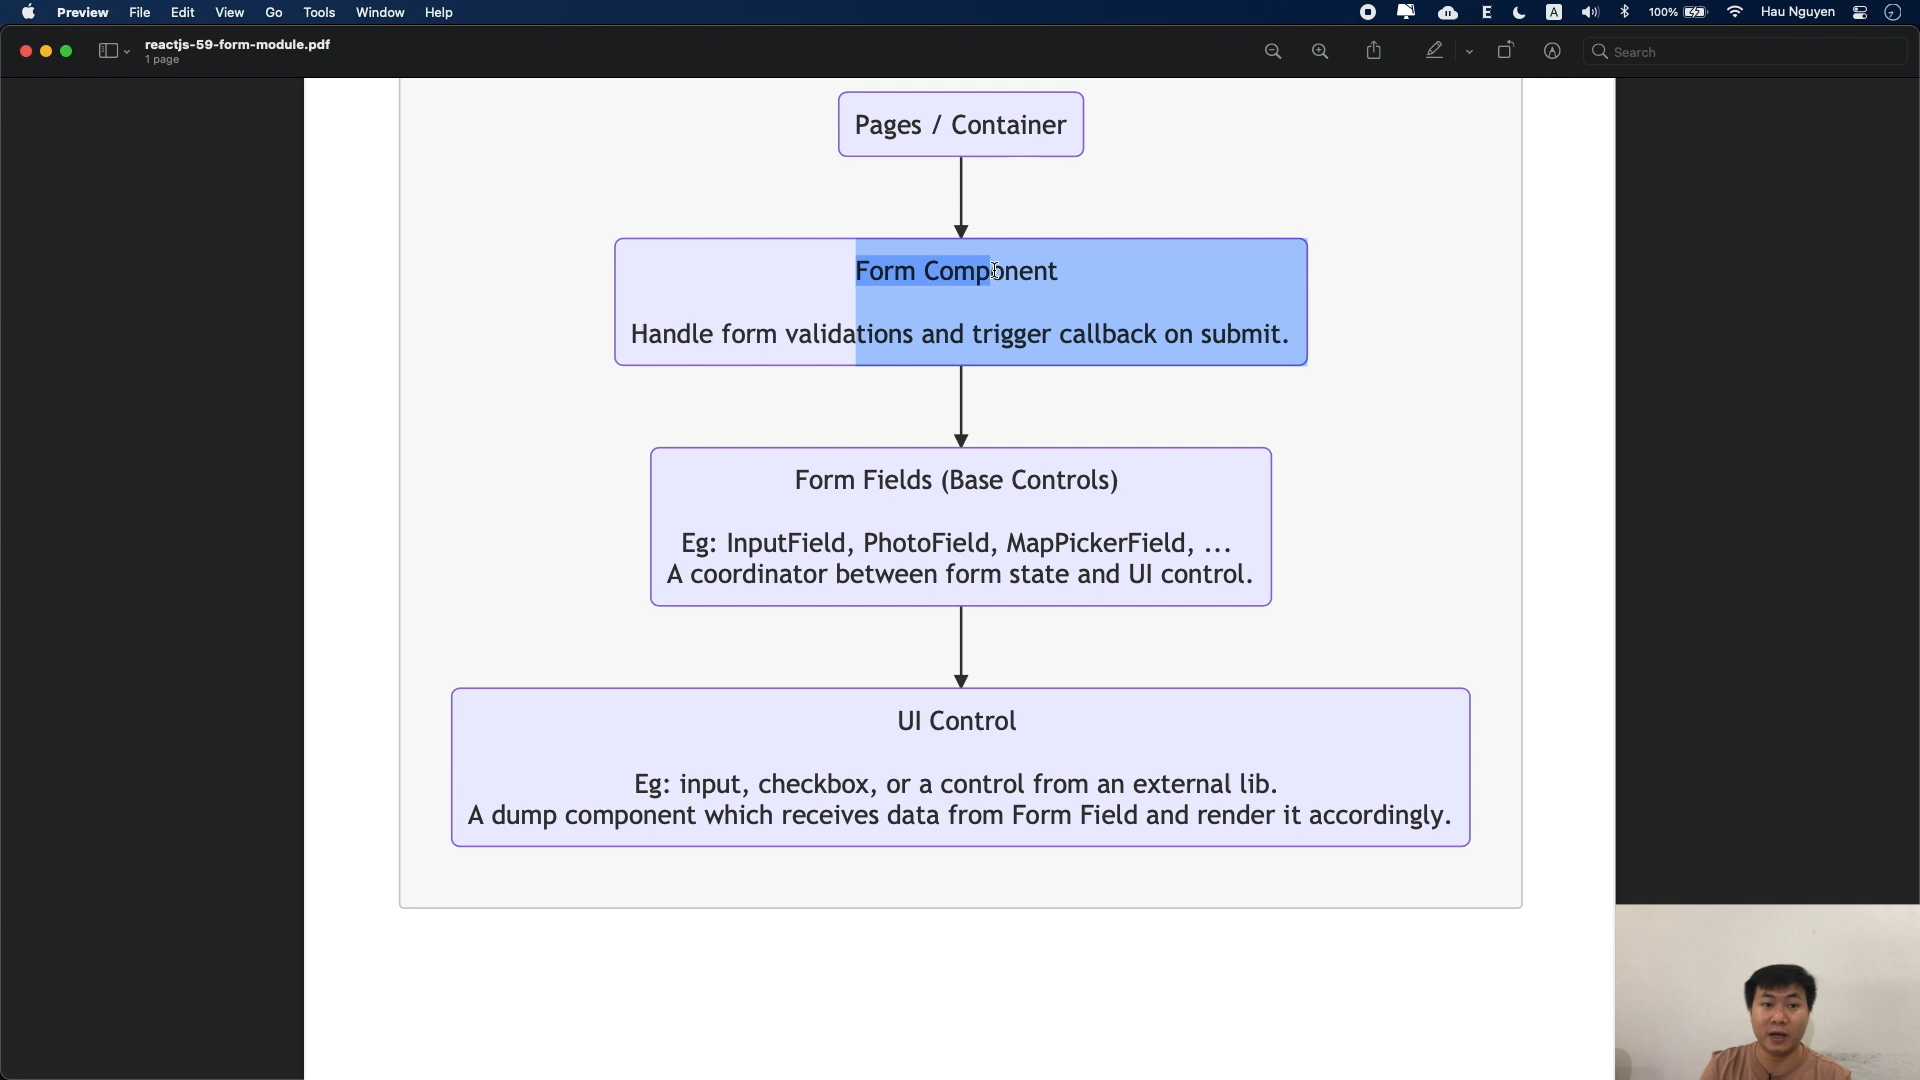 Preview File Edit View Go Tools Window Help
E A 100% Hau Nguyen
reactjs-59-form-module.pdf
1 page
Search
Pages / Container
Form Component
Handle form validations and trigger callback on submit.
Form Fields (Base Controls)
Eg: InputField, PhotoField, MapPickerField, ...
A coordinator between form state and UI control.
UI Control
Eg: input, checkbox, or a control from an external lib.
A dump component which receives data from Form Field and render it accordingly.